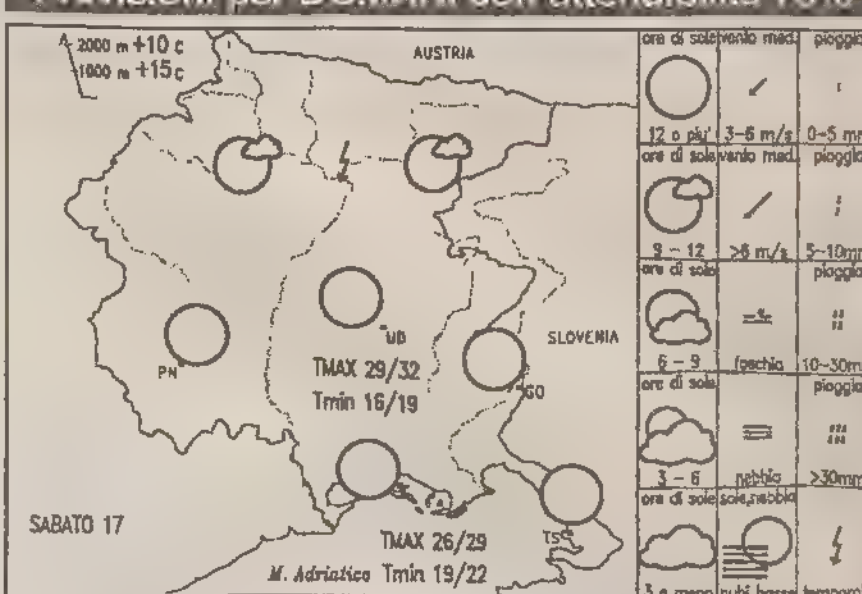 A 2000 m +10 c
1000 m +15 c
AUSTRIA
PN
UD
SLOVENIA
TMAX 29/32
Tmin 16/19
GO
SABATO 17
TMAX 26/29
TS
M. Adriatico Tmin 19/22
ore di sole vento med. pioggia
12 o piu' 3-6 m/s 0-5 mm
ore di sole vento med. pioggia
9 - 12 >6 m/s 5-10mm
ore di sole pioggia
6 - 9 foschia 10-30mm
ore di sole pioggia
3 - 6 nebbia >30mm
ore di sole sole,nebbia
3 o meno nubi basse temporale